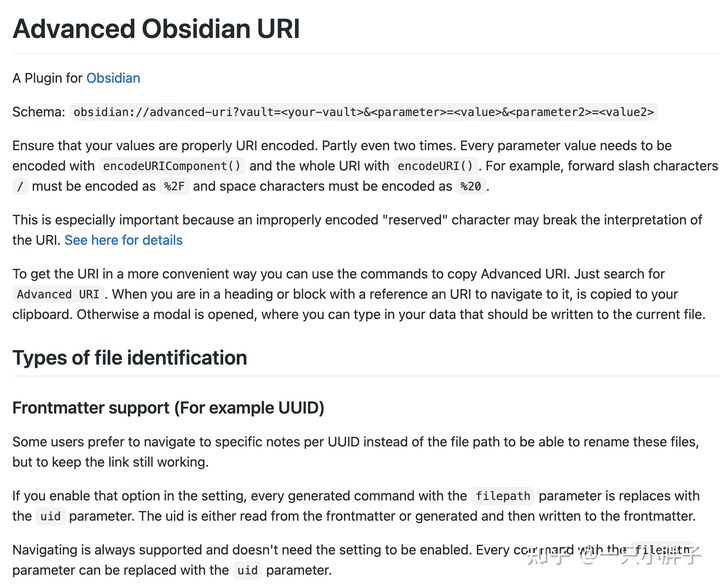 Advanced Obsidian URI
A Plugin for Obsidian
Schema: obsidian://advanced-uri?vault=<your-vault>&<parameter>=<value>&<parameter2>=<value2>
Ensure that your values are properly URI encoded. Partly even two times. Every parameter value needs to be
encoded with encodeURIComponent() and the whole URI with encodeURI() . For example, forward slash characters
/ must be encoded as %2F and space characters must be encoded as %20 .
This is especially important because an improperly encoded "reserved" character may break the interpretation of
the URI. See here for details
To get the URI in a more convenient way you can use the commands to copy Advanced URI. Just search for
Advanced URI . When you are in a heading or block with a reference an URI to navigate to it, is copied to your
clipboard. Otherwise a modal is opened, where you can type in your data that should be written to the current file.
Types of file identification
Frontmatter support (For example UUID)
Some users prefer to navigate to specific notes per UUID instead of the file path to be able to rename these files,
but to keep the link still working.
If you enable that option in the setting, every generated command with the filepath parameter is replaces with
the uid parameter. The uid is either read from the frontmatter or generated and then written to the frontmatter.
Navigating is always supported and doesn't need the setting to be enabled. Every command with the filepath
parameter can be replaced with the uid parameter.
知乎 @一只小胖子